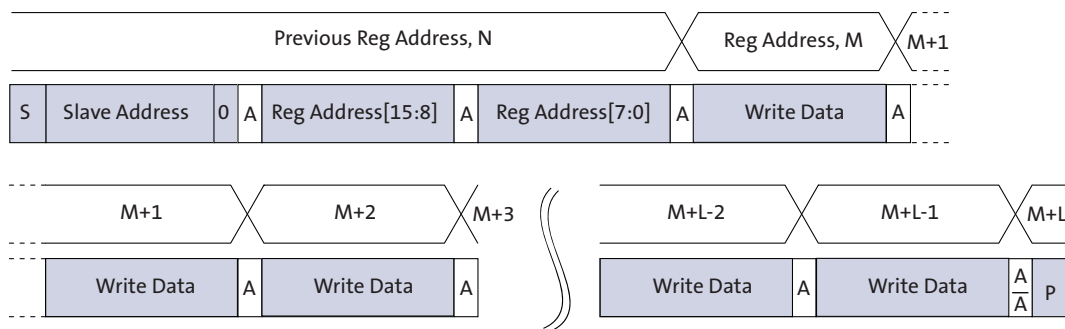 Previous Reg Address, N Reg Address, M M+1
S Slave Address 0 A Reg Address[15:8] A Reg Address[7:0] A Write Data A
M+1 M+2 M+3 M+L-2 M+L-1 M+L
Write Data A Write Data A Write Data A Write Data A
A P